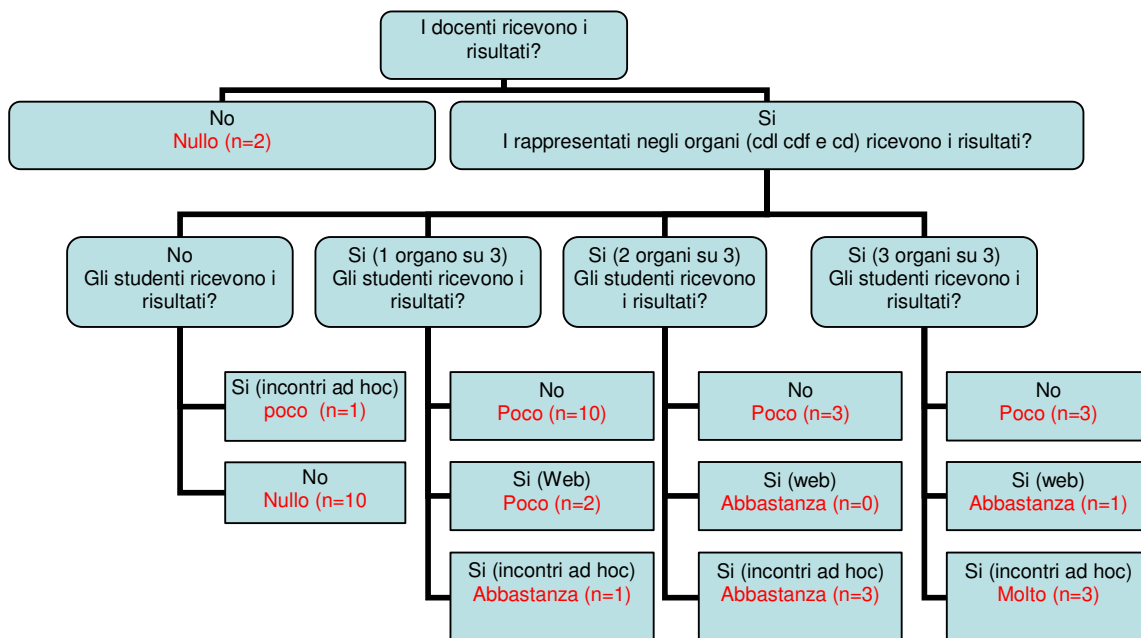 I docenti ricevono i
risultati?
No
Nullo (n=2)
Si
I rappresentati negli organi (cdl cdf e cd) ricevono i risultati?
No
Gli studenti ricevono i
risultati?
Si (1 organo su 3)
Gli studenti ricevono i
risultati?
Si (2 organi su 3)
Gli studenti ricevono
i risultati?
Si (3 organi su 3)
Gli studenti ricevono i
risultati?
Si (incontri ad hoc)
poco (n=1)
No
Nullo (n=10
No
Poco (n=10)
Si (Web)
Poco (n=2)
Si (incontri ad hoc)
Abbastanza (n=1)
No
Poco (n=3)
Si (web)
Abbastanza (n=0)
Si (incontri ad hoc)
Abbastanza (n=3)
No
Poco (n=3)
Si (web)
Abbastanza (n=1)
Si (incontri ad hoc)
Molto (n=3)